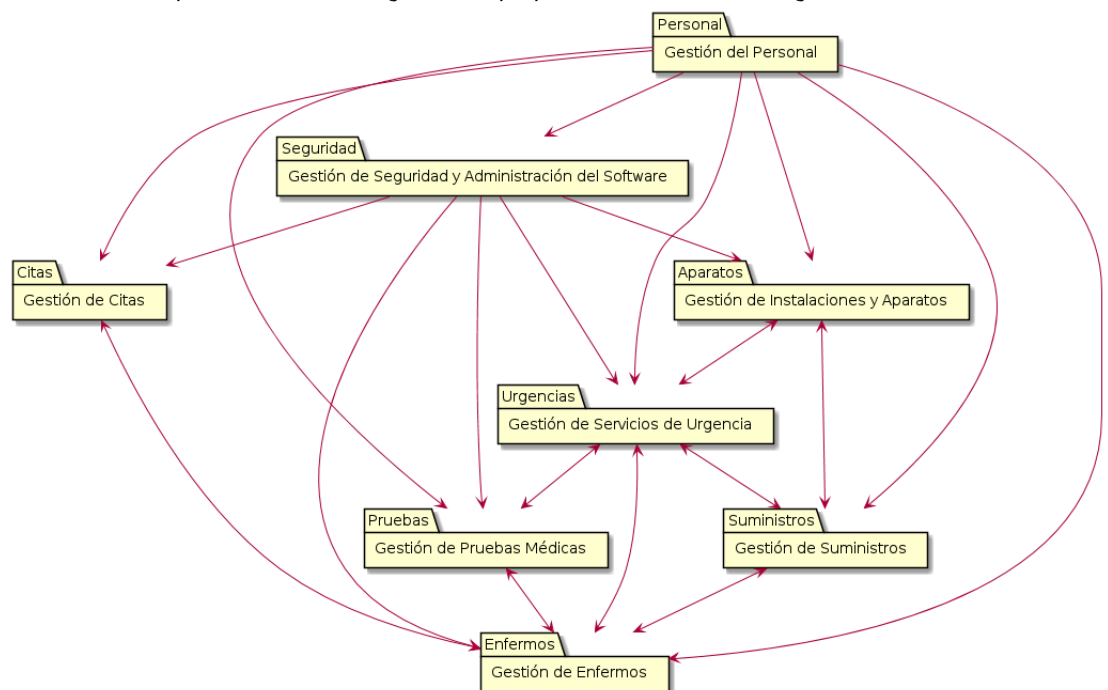 Personal
Gestión del Personal
Seguridad
Gestión de Seguridad y Administración del Software
Citas
Gestión de Citas
Aparatos
Gestión de Instalaciones y Aparatos
Urgencias
Gestión de Servicios de Urgencia
Pruebas
Gestión de Pruebas Médicas
Suministros
Gestión de Suministros
Enfermos
Gestión de Enfermos